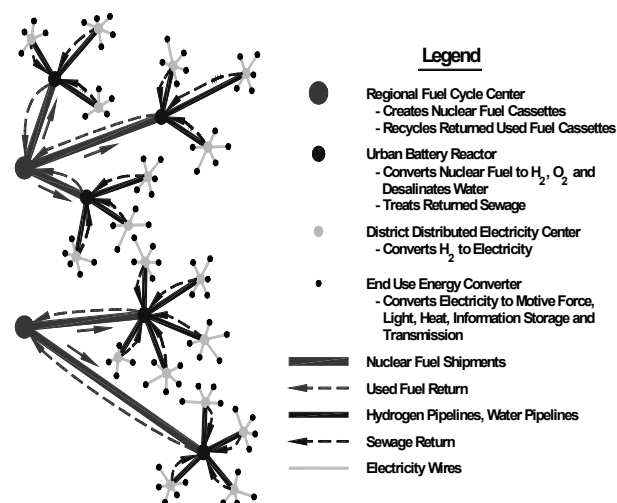 Legend
Regional Fuel Cycle Center
- Creates Nuclear Fuel Cassettes
- Recycles Returned Used Fuel Cassettes
Urban Battery Reactor
- Converts Nuclear Fuel to H2, O2 and
Desalinates Water
- Treats Returned Sewage
District Distributed Electricity Center
- Converts H2 to Electricity
End Use Energy Converter
- Converts Electricity to Motive Force,
Light, Heat, Information Storage and
Transmission
Nuclear Fuel Shipments
Used Fuel Return
Hydrogen Pipelines, Water Pipelines
Sewage Return
Electricity Wires